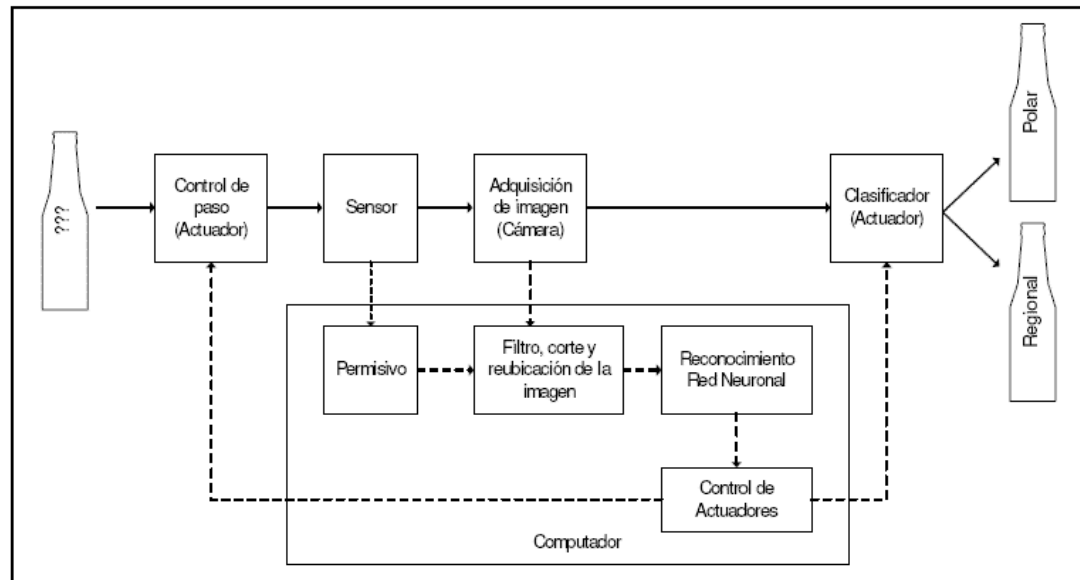 ???
Control de
paso
(Actuador)
Sensor
Adquisición
de imagen
(Cámara)
Clasificador
(Actuador)
Polar
Regional
Permisivo
Filtro, corte y
reubicación de la
imagen
Reconocimiento
Red Neuronal
Control de
Actuadores
Computador